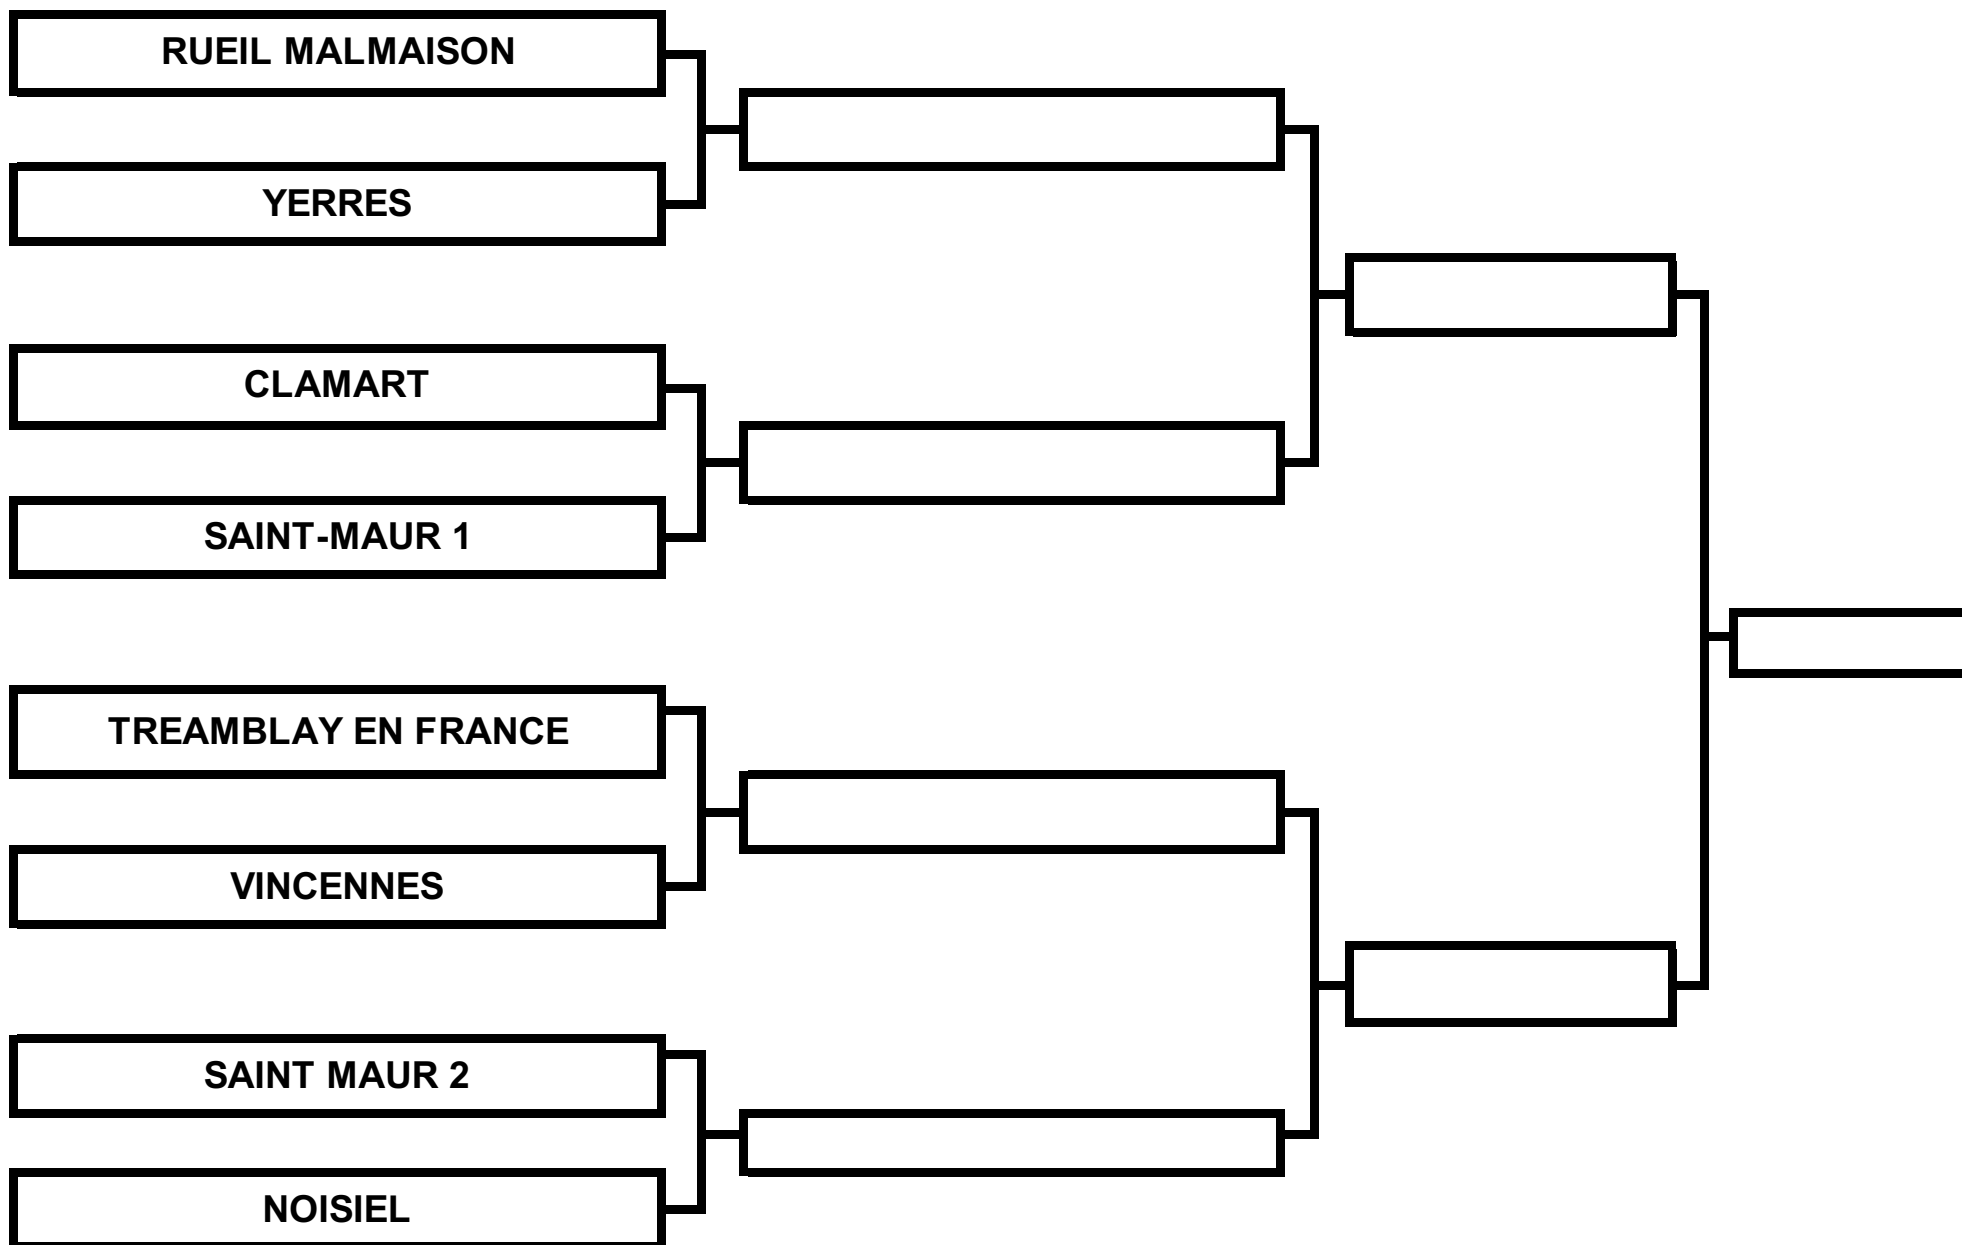 RUEIL MALMAISON
YERRES
CLAMART
SAINT-MAUR 1
TREAMBLAY EN FRANCE
VINCENNES
SAINT MAUR 2
NOISIEL